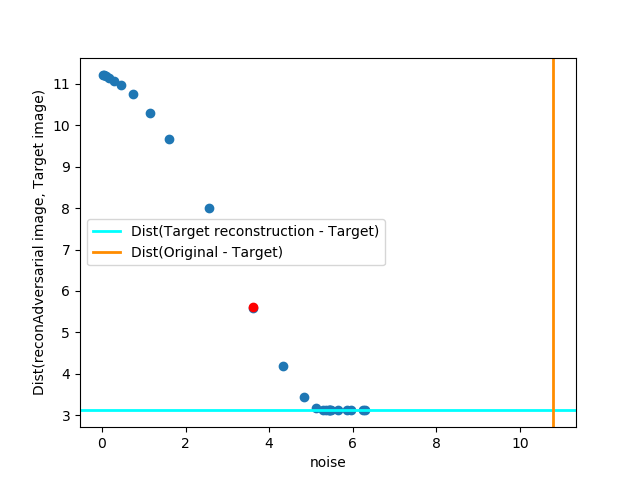 11
10
9
8
7
6
5
4
3
Dist(reconAdversarial image, Target image)
Dist(Target reconstruction - Target)
Dist(Original - Target)
0 2 4 6 8 10
noise